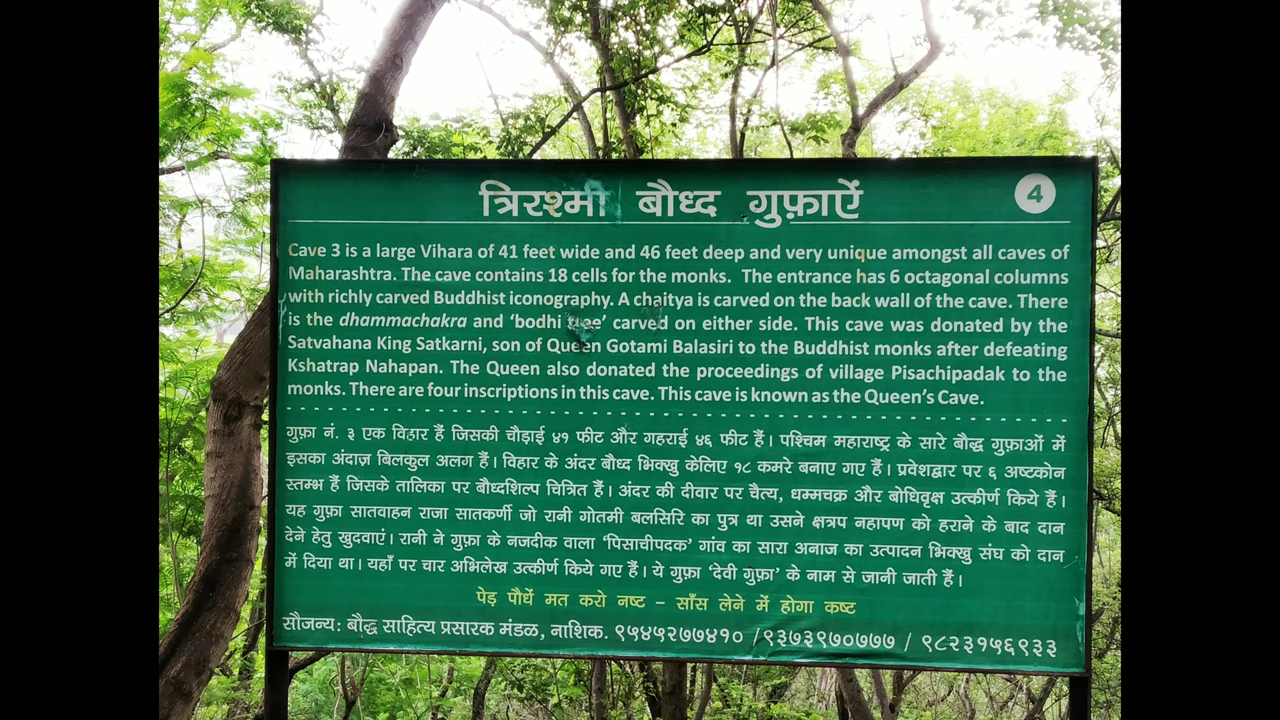 त्रिरश्मी बौध्द गुफ़ाऐं
4
Cave 3 is a large Vihara of 41 feet wide and 46 feet deep and very unique amongst all caves of
Maharashtra. The cave contains 18 cells for the monks. The entrance has 6 octagonal columns
with richly carved Buddhist iconography. A chaitya is carved on the back wall of the cave. There
is the dhammachakra and ‘bodhi tree’ carved on either side. This cave was donated by the
Satvahana King Satkarni, son of Queen Gotami Balasiri to the Buddhist monks after defeating
Kshatrap Nahapan. The Queen also donated the proceedings of village Pisachipadak to the
monks. There are four inscriptions in this cave. This cave is known as the Queen’s Cave.
गुफ़ा नं. ३ एक विहार हैं जिसकी चौड़ाई ४१ फीट और गहराई ४६ फीट हैं। पश्चिम महाराष्ट्र के सारे बौद्ध गुफ़ाओं में
इसका अंदाज़ बिलकुल अलग हैं। विहार के अंदर बौध्द भिक्खु केलिए १८ कमरे बनाए गए हैं। प्रवेशद्वार पर ६ अष्टकोन
स्तम्भ हैं जिसके तालिका पर बौध्दशिल्प चित्रित हैं। अंदर की दीवार पर चैत्य, धम्मचक्र और बोधिवृक्ष उत्कीर्ण किये हैं।
यह गुफ़ा सातवाहन राजा सातकर्णी जो रानी गोतमी बलसिरि का पुत्र था उसने क्षत्रप नहापण को हराने के बाद दान
देने हेतु खुदवाएं। रानी ने गुफ़ा के नजदीक वाला ‘पिसाचीपदक’ गांव का सारा अनाज का उत्पादन भिक्खु संघ को दान
में दिया था। यहाँ पर चार अभिलेख उत्कीर्ण किये गए हैं। ये गुफ़ा ‘देवी गुफ़ा’ के नाम से जानी जाती हैं।
पेड़ पौधें मत करो नष्ट – साँस लेने में होगा कष्ट
सौजन्य: बौद्ध साहित्य प्रसारक मंडळ, नाशिक. ९५४५२७७४१० /९३७३९७०७७७ / ९८२३१५६९३३